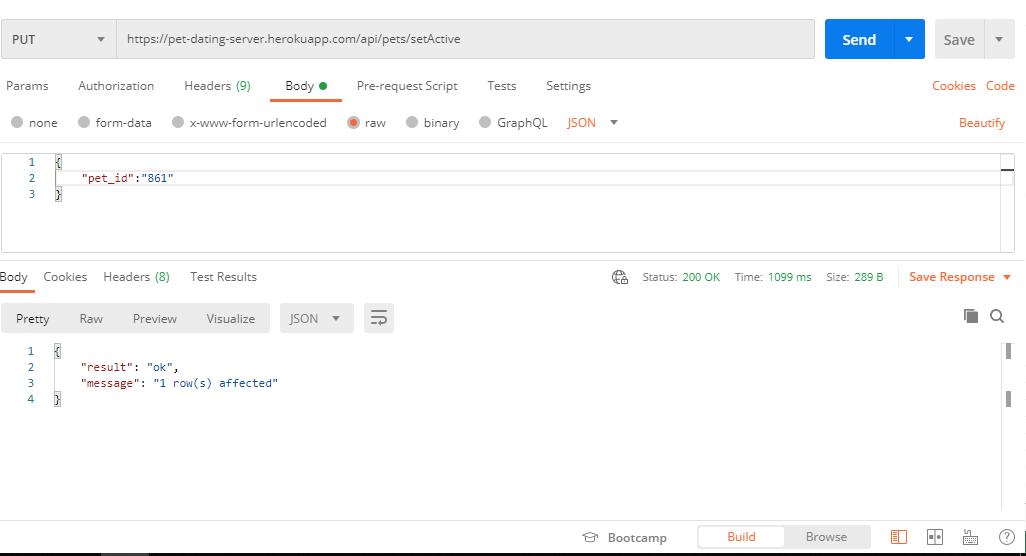 PUT https://pet-dating-server.herokuapp.com/api/pets/setActive Send Save
Params Authorization Headers (9) Body Pre-request Script Tests Settings Cookies Code
none form-data x-www-form-urlencoded raw binary GraphQL JSON Beautify
1 {
2 "pet_id":"861"
3 }
Body Cookies Headers (8) Test Results Status: 200 OK Time: 1099 ms Size: 289 B Save Response
Pretty Raw Preview Visualize JSON
1 {
2 "result": "ok",
3 "message": "1 row(s) affected"
4 }
Bootcamp Build Browse ?